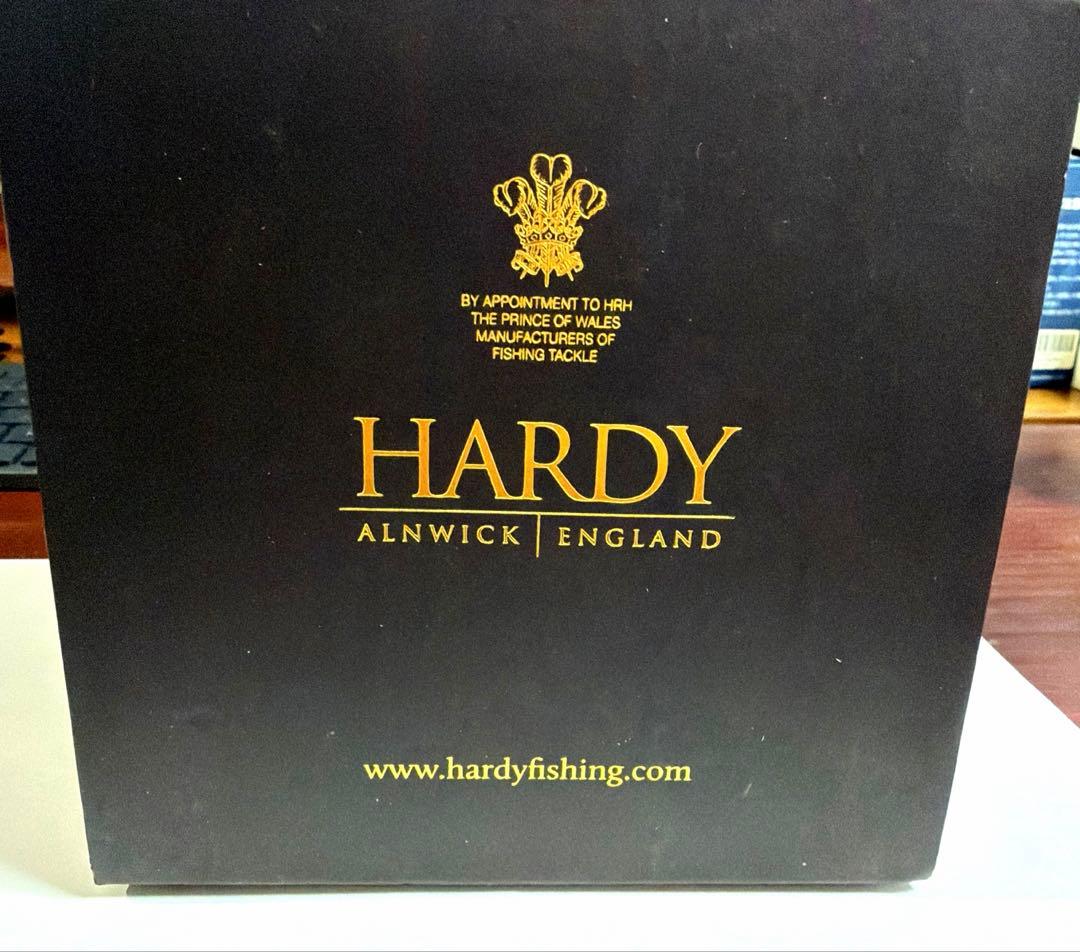 BY APPOINTMENT TO HRH
THE PRINCE OF WALES
MANUFACTURERS OF
FISHING TACKLE
HARDY
ALNWICK | ENGLAND
www.hardyfishing.com